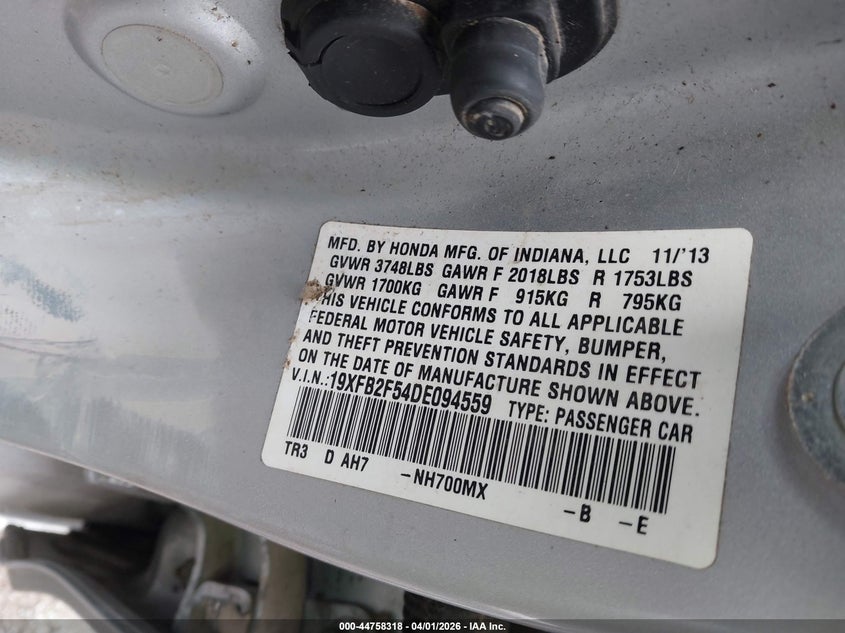 MFD. BY HONDA MFG. OF INDIANA, LLC 11/'13
GVWR 3748LBS GAWR F 2018LBS R 1753LBS
GVWR 1700KG GAWR F 915KG R 795KG
THIS VEHICLE CONFORMS TO ALL APPLICABLE
FEDERAL MOTOR VEHICLE SAFETY, BUMPER,
AND THEFT PREVENTION STANDARDS IN EFFECT
ON THE DATE OF MANUFACTURE SHOWN ABOVE.
V.I.N.:19XFB2F54DE094559 TYPE: PASSENGER CAR
TR3 D AH7 -NH700MX -B -E
000-44758318 - 04/01/2026 - IAA Inc.